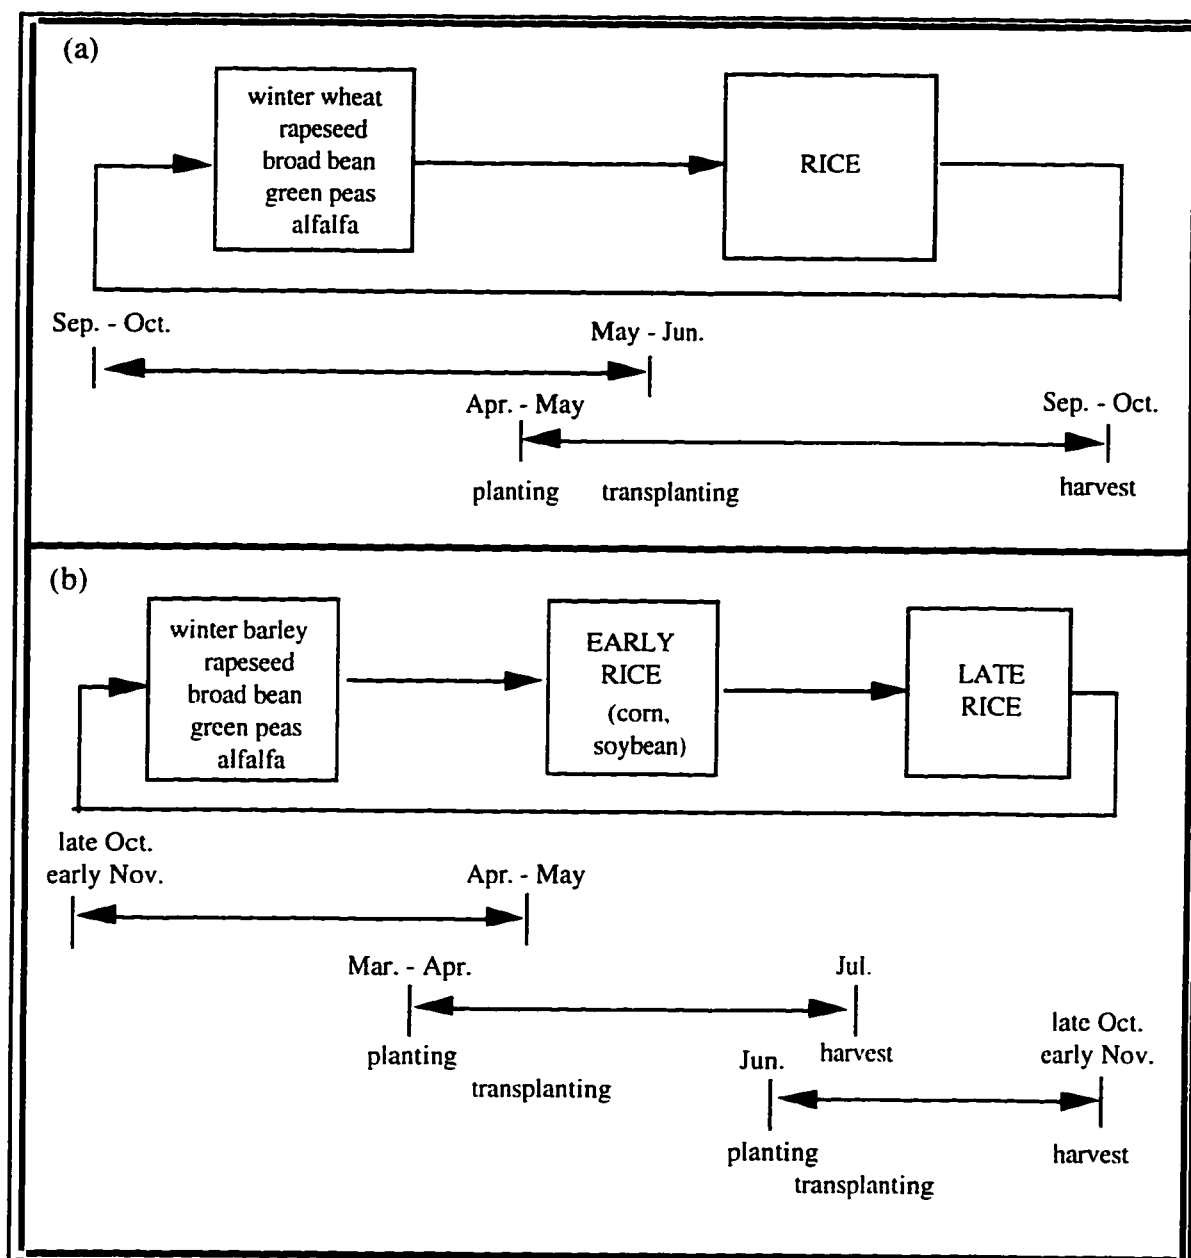 (a)
winter wheat
rapeseed
broad bean
green peas
alfalfa
RICE
Sep. - Oct.
May - Jun.
Apr. - May
Sep. - Oct.
planting
transplanting
harvest
(b)
winter barley
rapeseed
broad bean
green peas
alfalfa
EARLY
RICE
(corn,
soybean)
LATE
RICE
late Oct.
early Nov.
Apr. - May
Mar. - Apr.
Jul.
planting
harvest
transplanting
Jun.
late Oct.
early Nov.
planting
harvest
transplanting